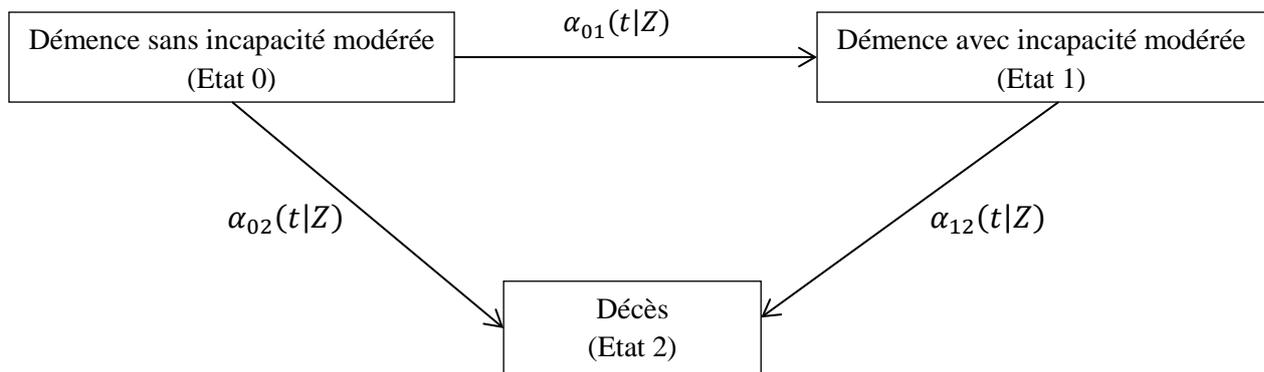 α₀₁(t|Z)
Démence sans incapacité modérée
(Etat 0)
Démence avec incapacité modérée
(Etat 1)
α₀₂(t|Z)
α₁₂(t|Z)
Décès
(Etat 2)